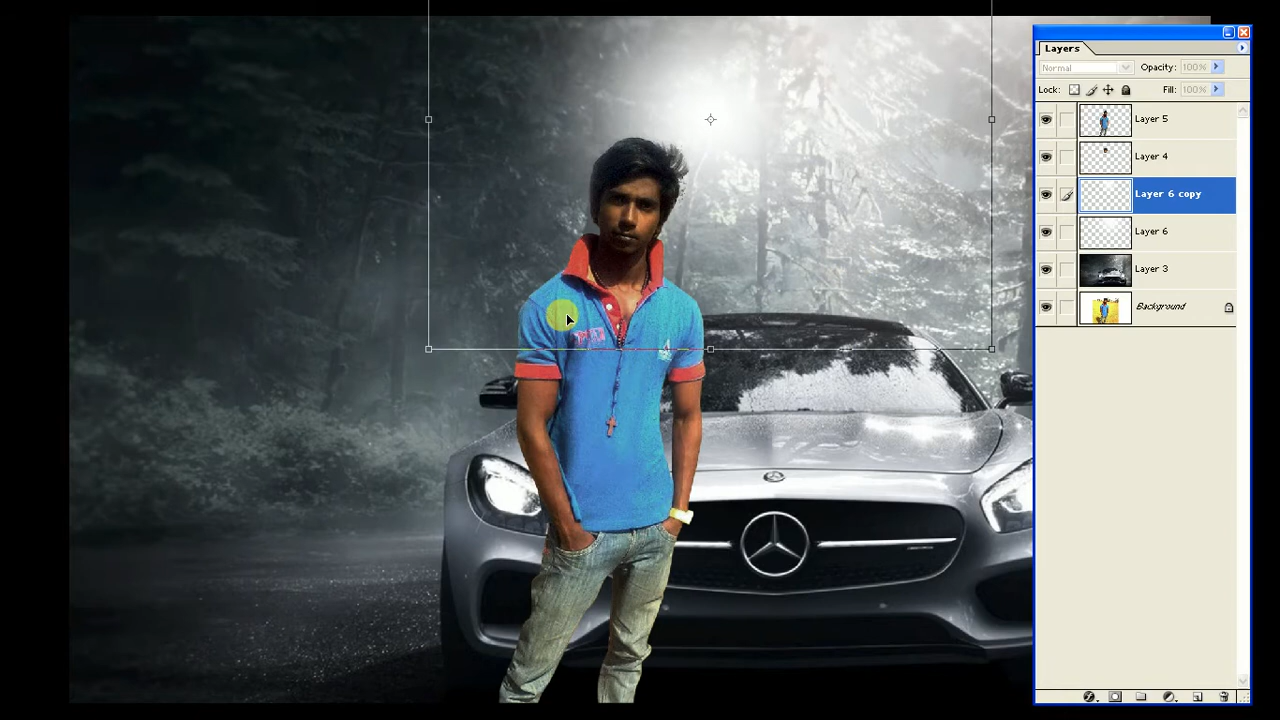 Layers
Normal
Opacity: 100%
Lock:
Fill: 100%
Layer 5
Layer 4
Layer 6 copy
Layer 6
Layer 3
Background